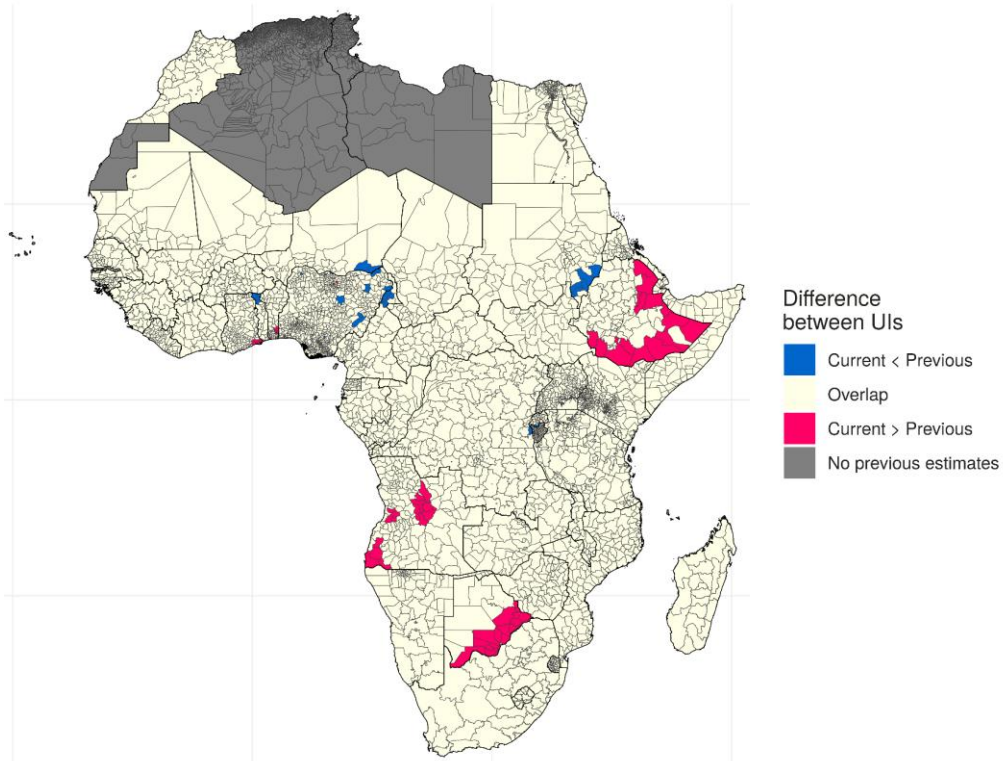 Difference
between UIs
Current < Previous
Overlap
Current > Previous
No previous estimates